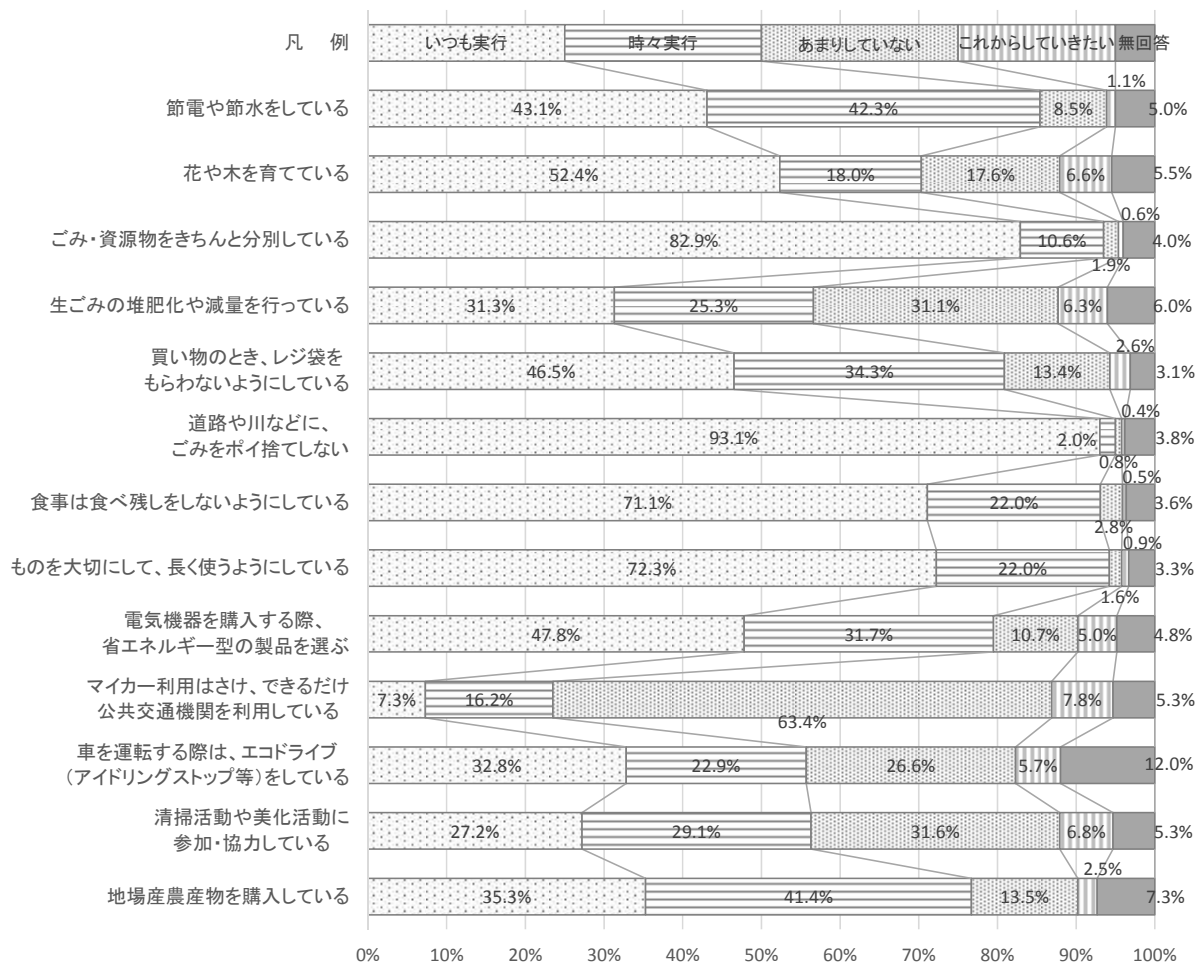 凡 例
いつも実行 時々実行 あまりしていない これからしていきたい 無回答
1.1%
節電や節水をしている 43.1% 42.3% 8.5% 5.0%
花や木を育てている 52.4% 18.0% 17.6% 6.6% 5.5%
0.6%
ごみ・資源物をきちんと分別している 82.9% 10.6% 4.0%
1.9%
生ごみの堆肥化や減量を行っている 31.3% 25.3% 31.1% 6.3% 6.0%
2.6%
買い物のとき、レジ袋を
もらわないようにしている
46.5% 34.3% 13.4% 3.1%
0.4%
道路や川などに、
ごみをポイ捨てしない
93.1% 2.0% 3.8%
0.8%
0.5%
食事は食べ残しをしないようにしている 71.1% 22.0% 3.6%
2.8%
0.9%
ものを大切にして、長く使うようにしている 72.3% 22.0% 3.3%
1.6%
電気機器を購入する際、
省エネルギー型の製品を選ぶ
47.8% 31.7% 10.7% 5.0% 4.8%
マイカー利用はさけ、できるだけ
公共交通機関を利用している
7.3% 16.2% 63.4% 7.8% 5.3%
車を運転する際は、エコドライブ
（アイドリングストップ等）をしている
32.8% 22.9% 26.6% 5.7% 12.0%
清掃活動や美化活動に
参加・協力している
27.2% 29.1% 31.6% 6.8% 5.3%
2.5%
地場産農産物を購入している 35.3% 41.4% 13.5% 7.3%
0% 10% 20% 30% 40% 50% 60% 70% 80% 90% 100%